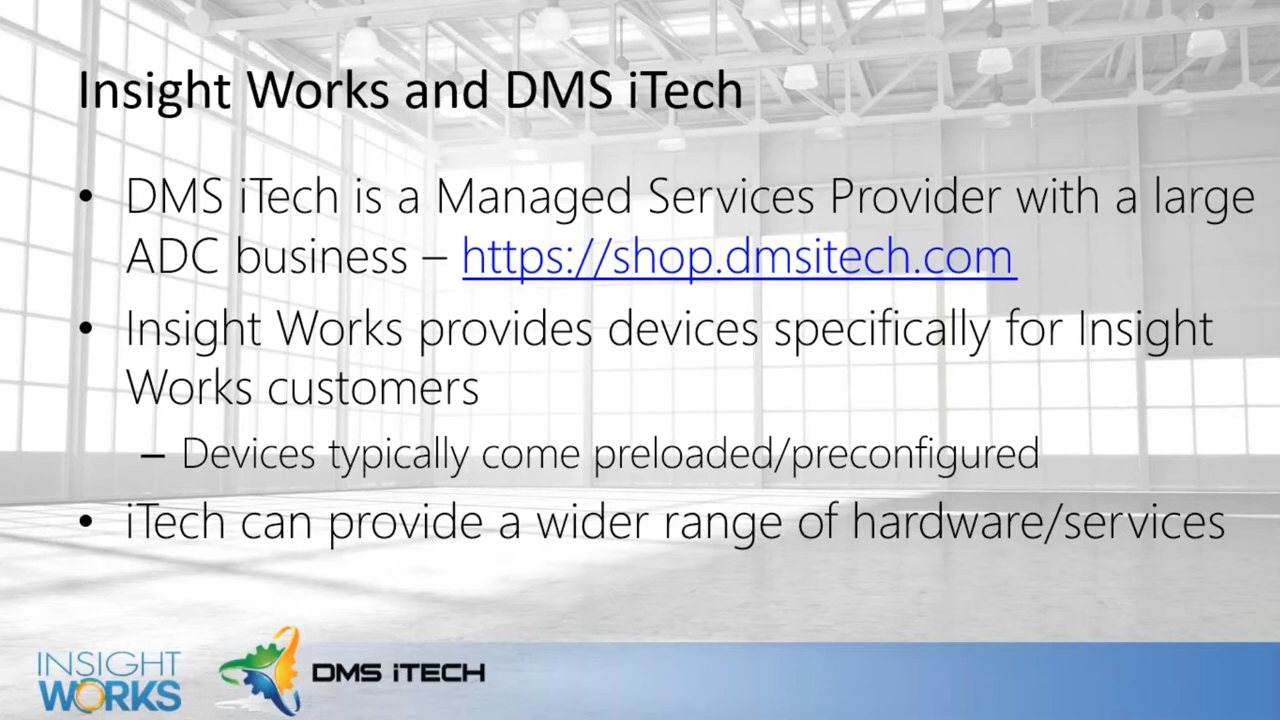 Insight Works and DMS iTech
• DMS iTech is a Managed Services Provider with a large
ADC business – https://shop.dmsitech.com
• Insight Works provides devices specifically for Insight
Works customers
– Devices typically come preloaded/preconfigured
• iTech can provide a wider range of hardware/services
INSIGHT
WORKS
DMS iTECH